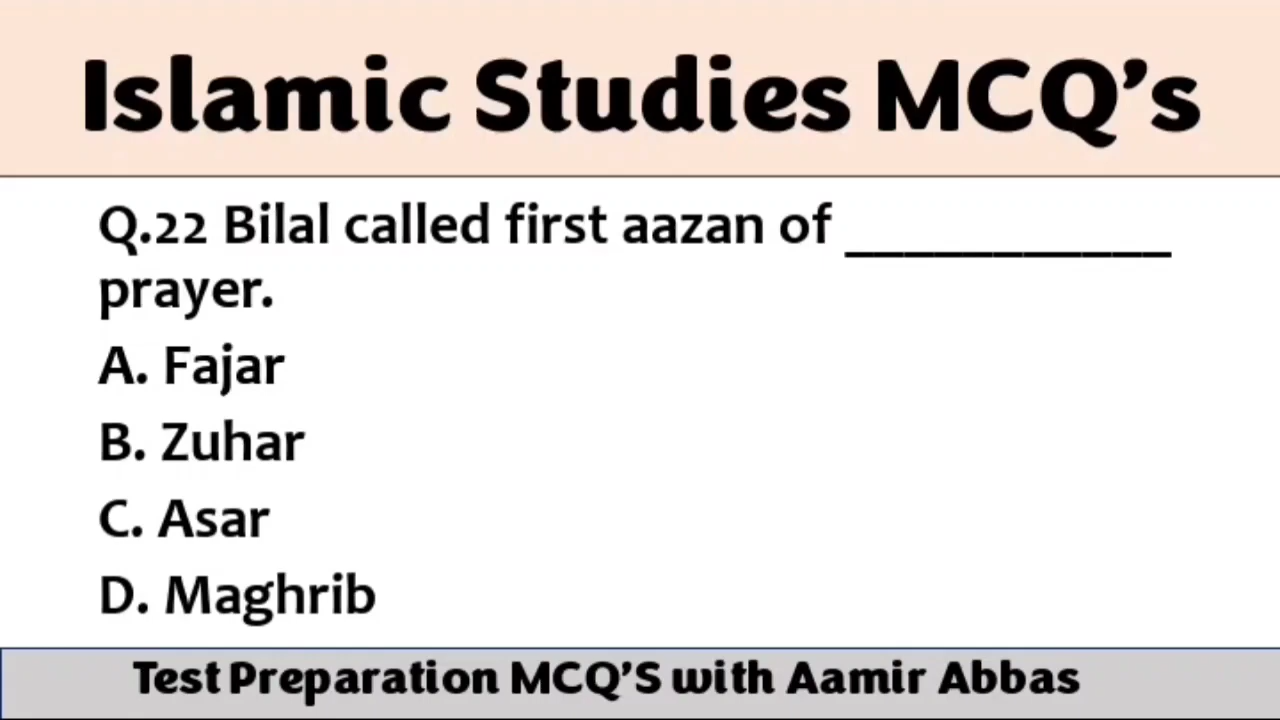 Islamic Studies MCQ’s
Q.22 Bilal called first aazan of ___________
prayer.
A. Fajar
B. Zuhar
C. Asar
D. Maghrib
Test Preparation MCQ’S with Aamir Abbas